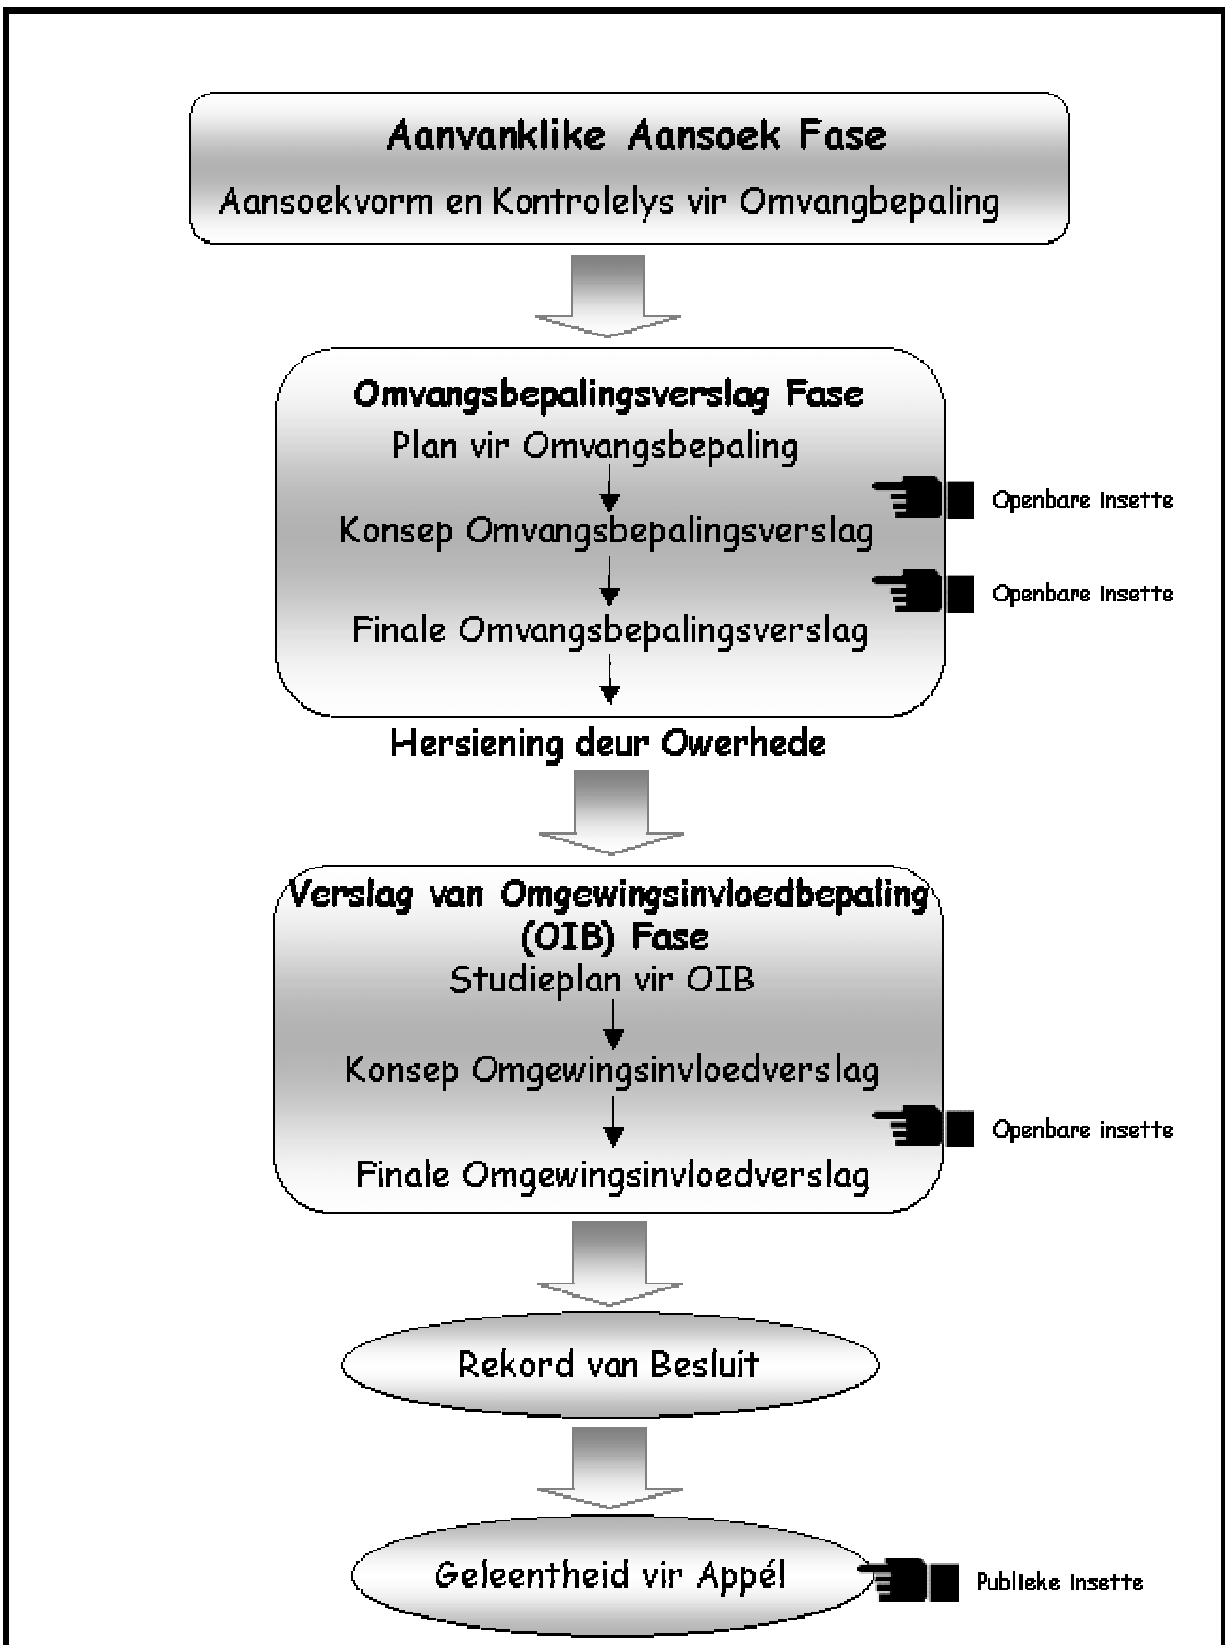 Aanvanklike Aansoek Fase
Aansoekvorm en Kontrolelys vir Omvangbepaling
Omvangsbepalingsverslag Fase
Plan vir Omvangsbepaling
Openbare insette
Konsep Omvangsbepalingsverslag
Openbare insette
Finale Omvangsbepalingsverslag
Hersiening deur Owerhede
Verslag van Omgewingsinvloedbepaling
(OIB) Fase
Studieplan vir OIB
Konsep Omgewingsinvloedverslag
Openbare insette
Finale Omgewingsinvloedverslag
Rekord van Besluit
Geleentheid vir Appél
Publieke insette